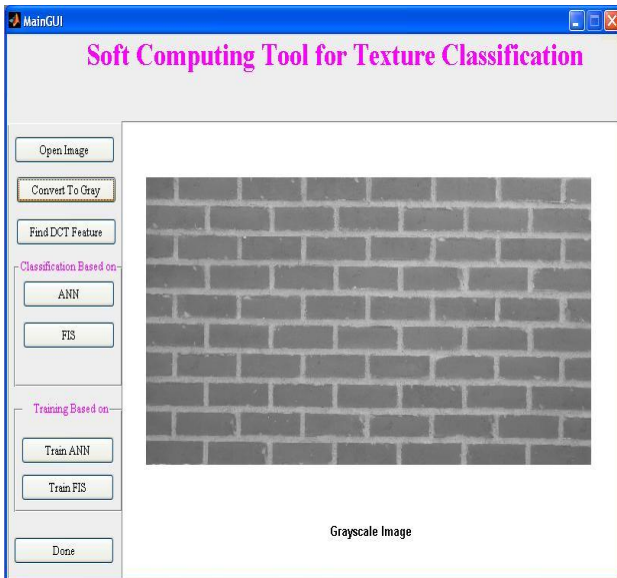 MainGUI
Soft Computing Tool for Texture Classification
Open Image
Convert To Gray
Find DCT Feature
Classification Based on
ANN
FIS
Training Based on
Train ANN
Train FIS
Done
Grayscale Image